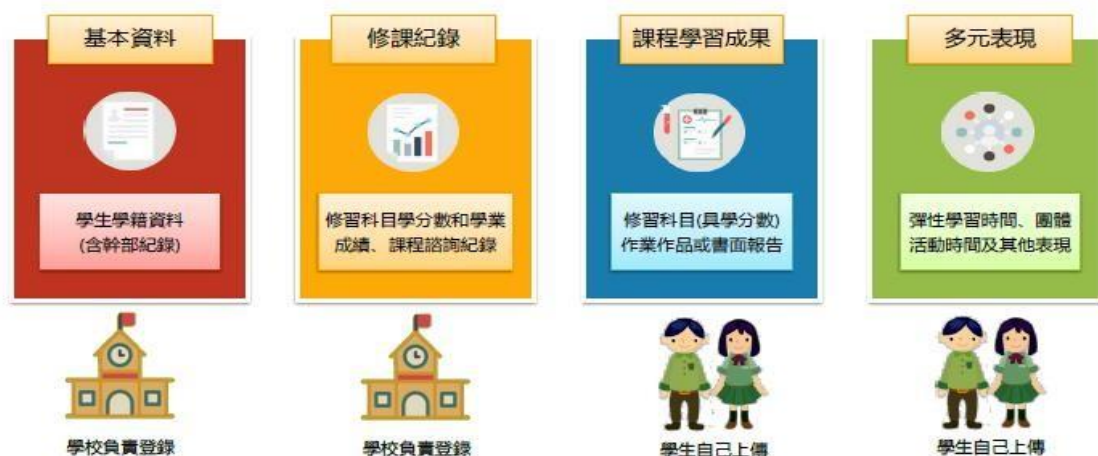 基本資料
學生學籍資料
(含幹部紀錄)
學校負責登錄
修課紀錄
修習科目學分數和學業
成績、課程諮詢紀錄
學校負責登錄
課程學習成果
修習科目(具學分數)
作業作品或書面報告
學生自己上傳
多元表現
彈性學習時間、團體
活動時間及其他表現
學生自己上傳